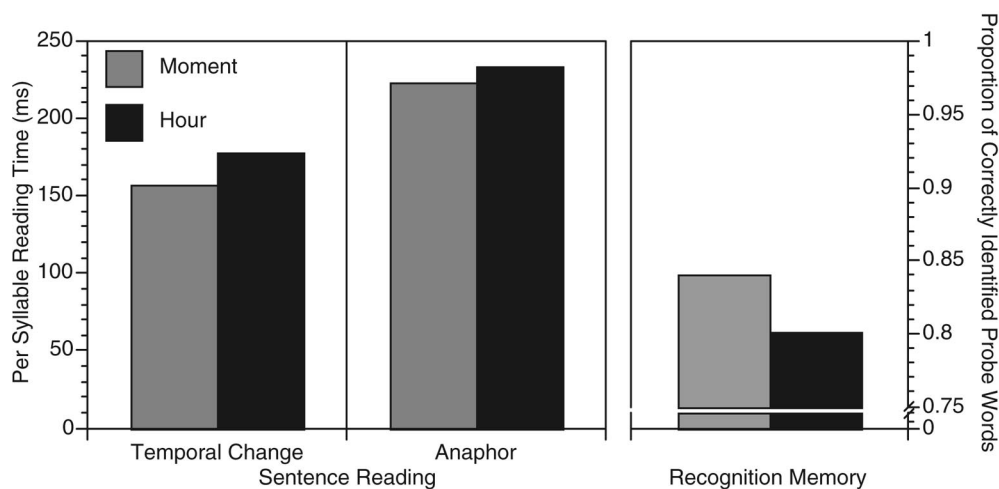 Per Syllable Reading Time (ms)
250
200
150
100
50
0
Moment
Hour
Temporal Change
Anaphor
Sentence Reading
Recognition Memory
1
0.95
0.9
0.85
0.8
0.75
0
Proportion of Correctly Identified Probe Words